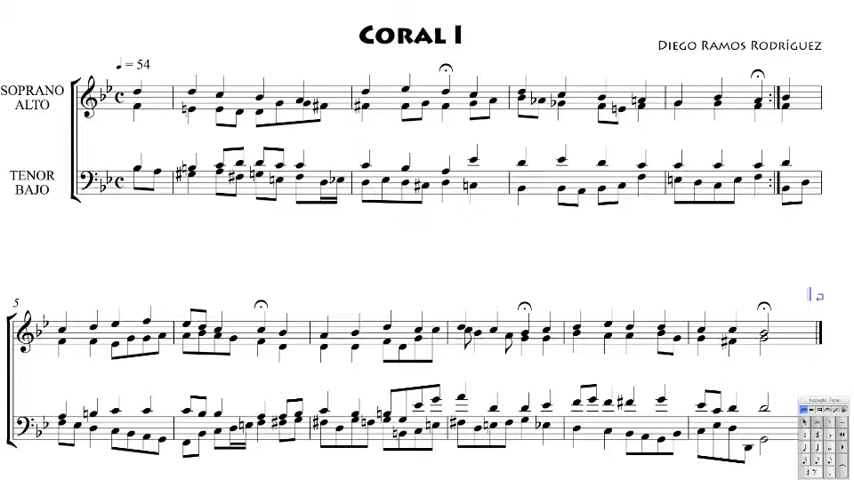 CORAL I
DIEGO RAMOS RODRÍGUEZ
♩ = 54
SOPRANO
ALTO
TENOR
BAJO
5